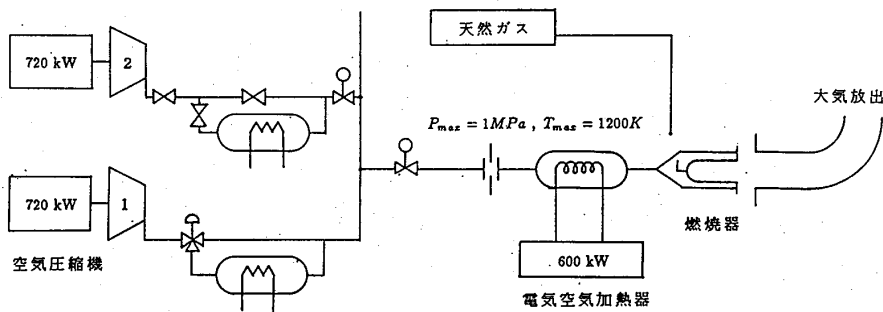 天然ガス
720 kW
2
大気放出
P_max = 1MPa , T_max = 1200K
720 kW
1
燃焼器
空気圧縮機
600 kW
電気空気加熱器